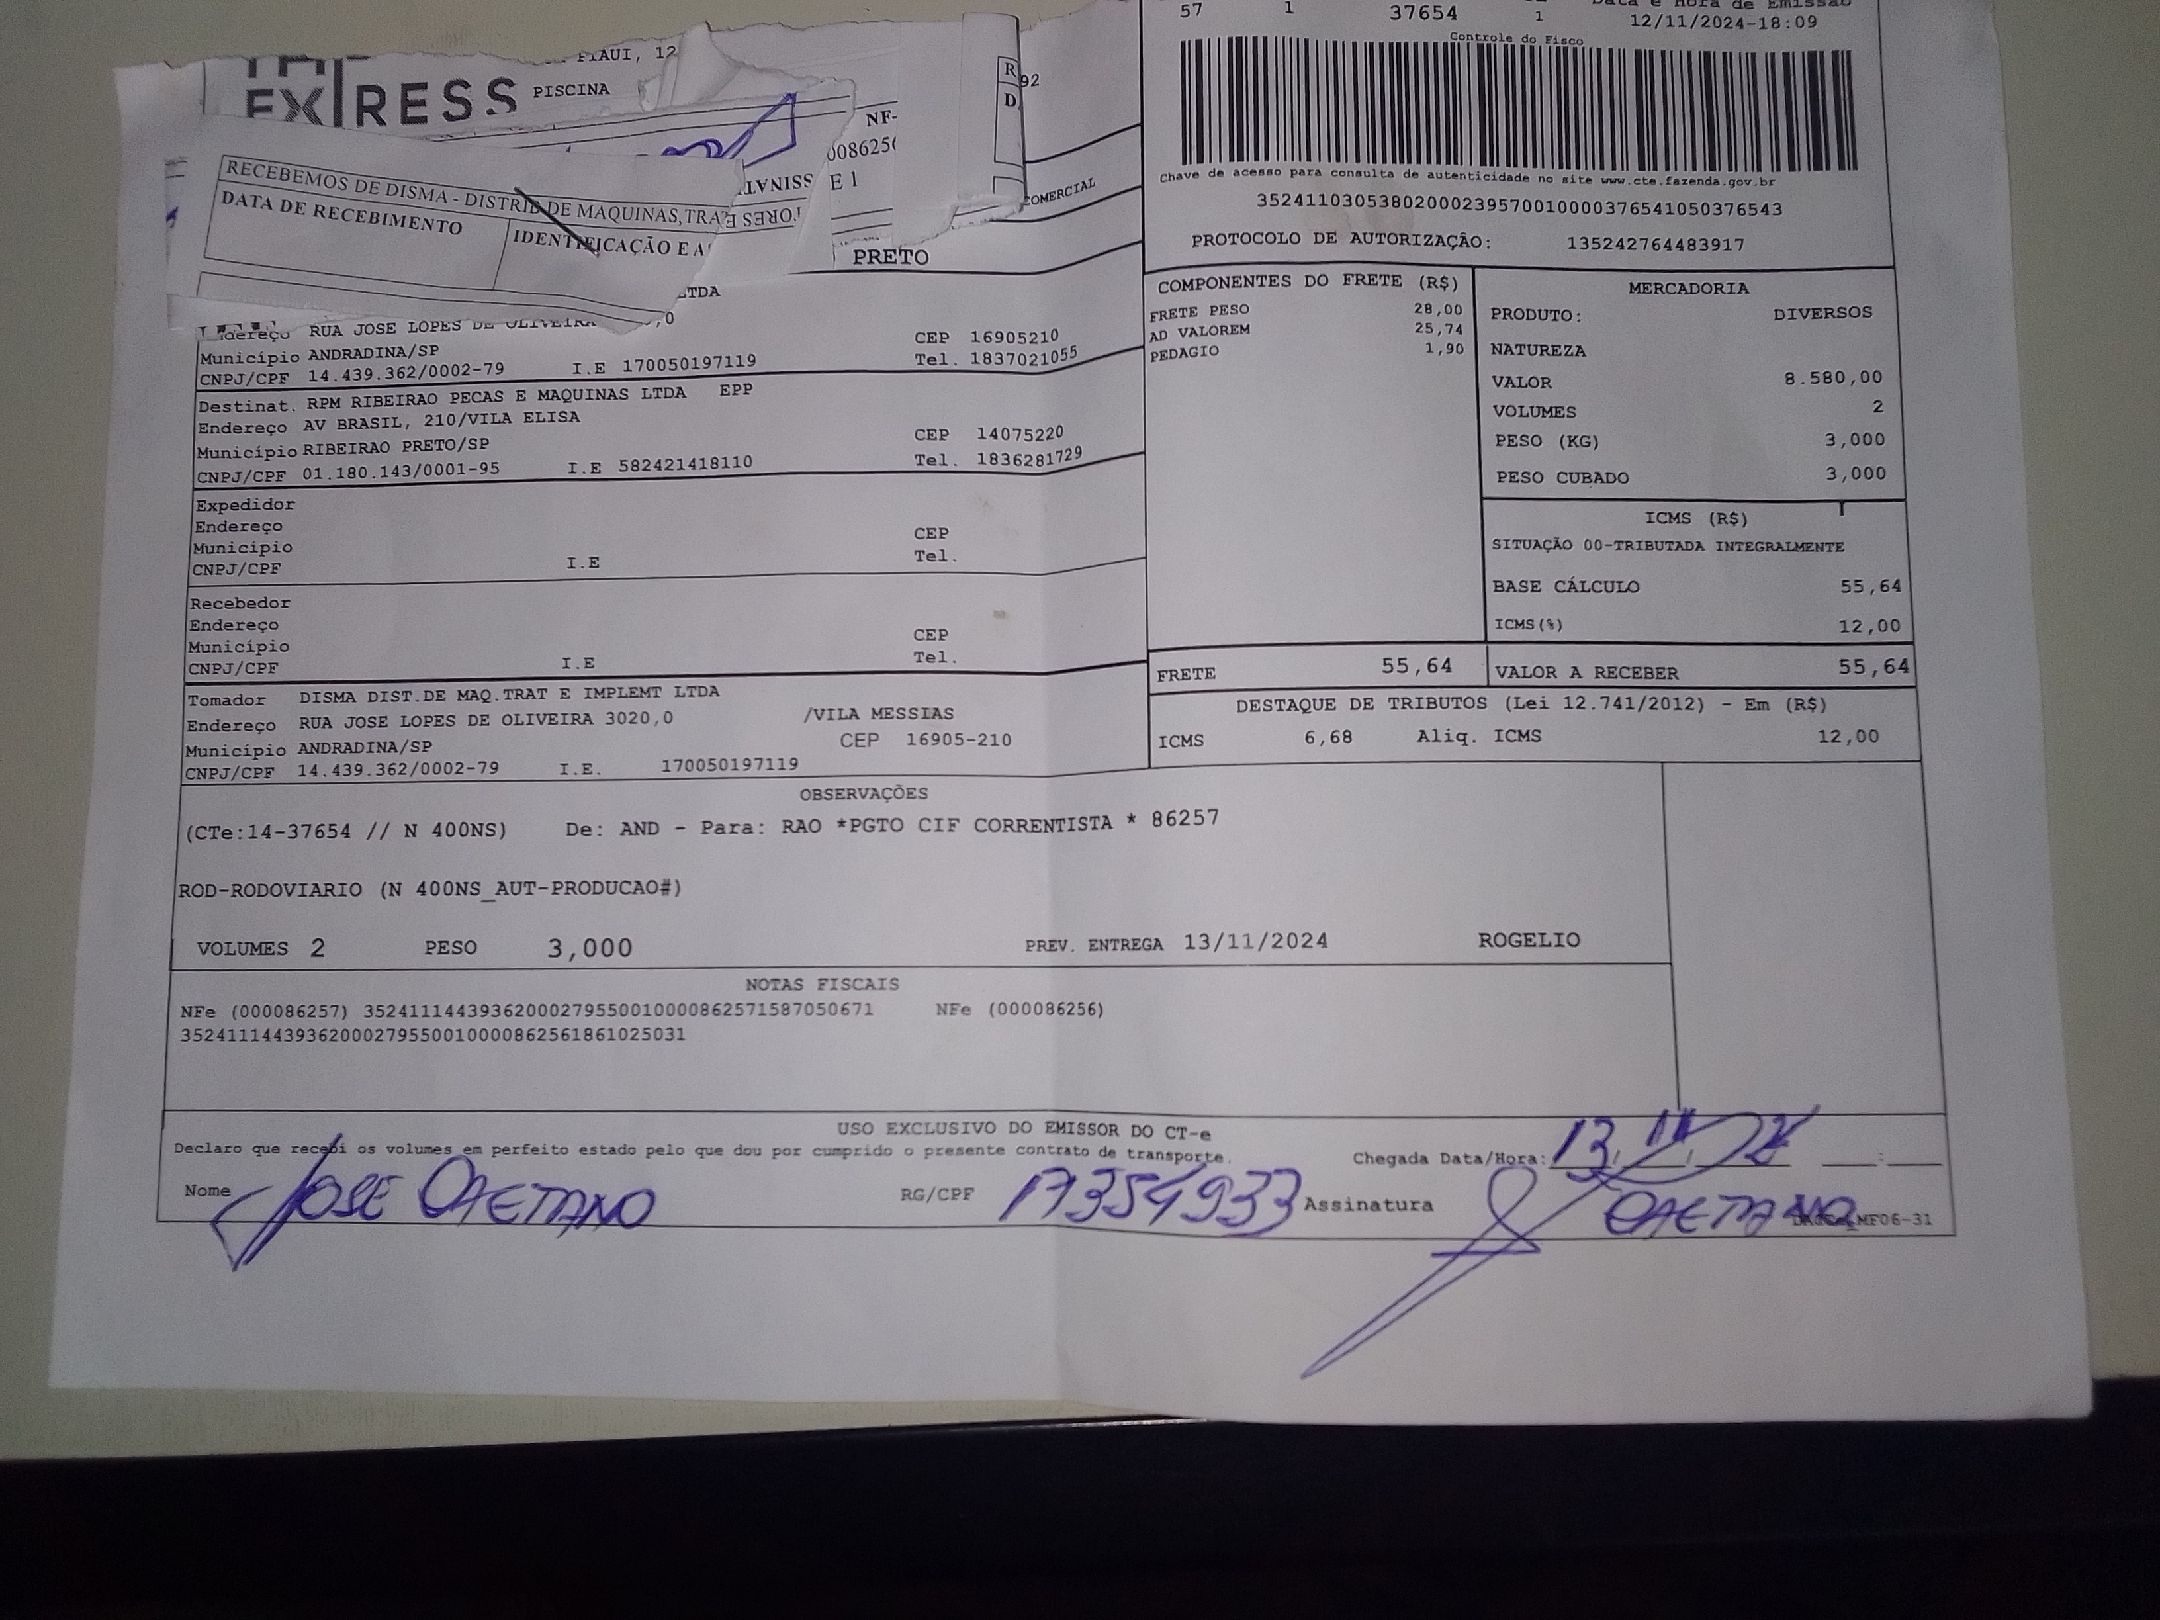 57 1 37654 1 Data e Hora de Emissão
12/11/2024-18:09
Controle do Fisco
PIAUI, 12
EXPRESS PISCINA
92
R
D
NF-
008625
E 1
RECEBEMOS DE DISMA - DISTRIB DE MAQUINAS,TRA
DATA DE RECEBIMENTO
IDENTIFICAÇÃO E A
COMERCIAL
PRETO
LTDA
Chave de acesso para consulta de autenticidade no site www.cte.fazenda.gov.br
35241103053802000239570010000376541050376543
PROTOCOLO DE AUTORIZAÇÃO: 135242764483917
Endereço RUA JOSE LOPES DE OLIVEIRA ,0
Município ANDRADINA/SP CEP 16905210
CNPJ/CPF 14.439.362/0002-79 I.E 170050197119 Tel. 1837021055
Destinat. RPM RIBEIRAO PECAS E MAQUINAS LTDA EPP
Endereço AV BRASIL, 210/VILA ELISA
Município RIBEIRAO PRETO/SP CEP 14075220
CNPJ/CPF 01.180.143/0001-95 I.E 582421418110 Tel. 1836281729
Expedidor
Endereço
Município CEP
CNPJ/CPF I.E Tel.
Recebedor
Endereço
Município CEP
CNPJ/CPF I.E Tel.
Tomador DISMA DIST.DE MAQ.TRAT E IMPLEMT LTDA
Endereço RUA JOSE LOPES DE OLIVEIRA 3020,0 /VILA MESSIAS
Município ANDRADINA/SP CEP 16905-210
CNPJ/CPF 14.439.362/0002-79 I.E. 170050197119
COMPONENTES DO FRETE (R$)
FRETE PESO 28,00
AD VALOREM 25,74
PEDAGIO 1,90
MERCADORIA
PRODUTO: DIVERSOS
NATUREZA
VALOR 8.580,00
VOLUMES 2
PESO (KG) 3,000
PESO CUBADO 3,000
ICMS (R$)
SITUAÇÃO 00-TRIBUTADA INTEGRALMENTE
BASE CÁLCULO 55,64
ICMS(%) 12,00
FRETE 55,64 VALOR A RECEBER 55,64
DESTAQUE DE TRIBUTOS (Lei 12.741/2012) - Em (R$)
ICMS 6,68 Aliq. ICMS 12,00
OBSERVAÇÕES
(CTe:14-37654 // N 400NS) De: AND - Para: RAO *PGTO CIF CORRENTISTA * 86257
ROD-RODOVIARIO (N 400NS_AUT-PRODUCAO#)
VOLUMES 2 PESO 3,000 PREV. ENTREGA 13/11/2024 ROGELIO
NOTAS FISCAIS
NFe (000086257) 35241114439362000279550010000862571587050671 NFe (000086256)
35241114439362000279550010000862561861025031
USO EXCLUSIVO DO EMISSOR DO CT-e
Declaro que recebi os volumes em perfeito estado pelo que dou por cumprido o presente contrato de transporte.
Chegada Data/Hora: 13/11/24 :
Nome JOSE CAETANO RG/CPF 17354933 Assinatura CAETANO
MF06-31